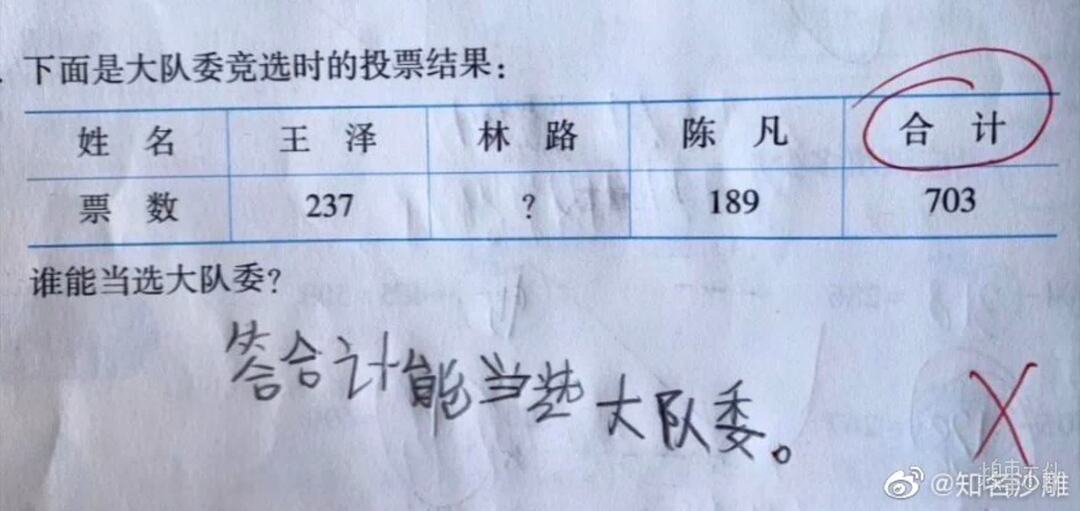 下面是大队委竞选时的投票结果：
姓 名 王 泽 林 路 陈 凡 合 计
票 数 237 ? 189 703
谁能当选大队委？
答合计能当选大队委。
@知名沙雕